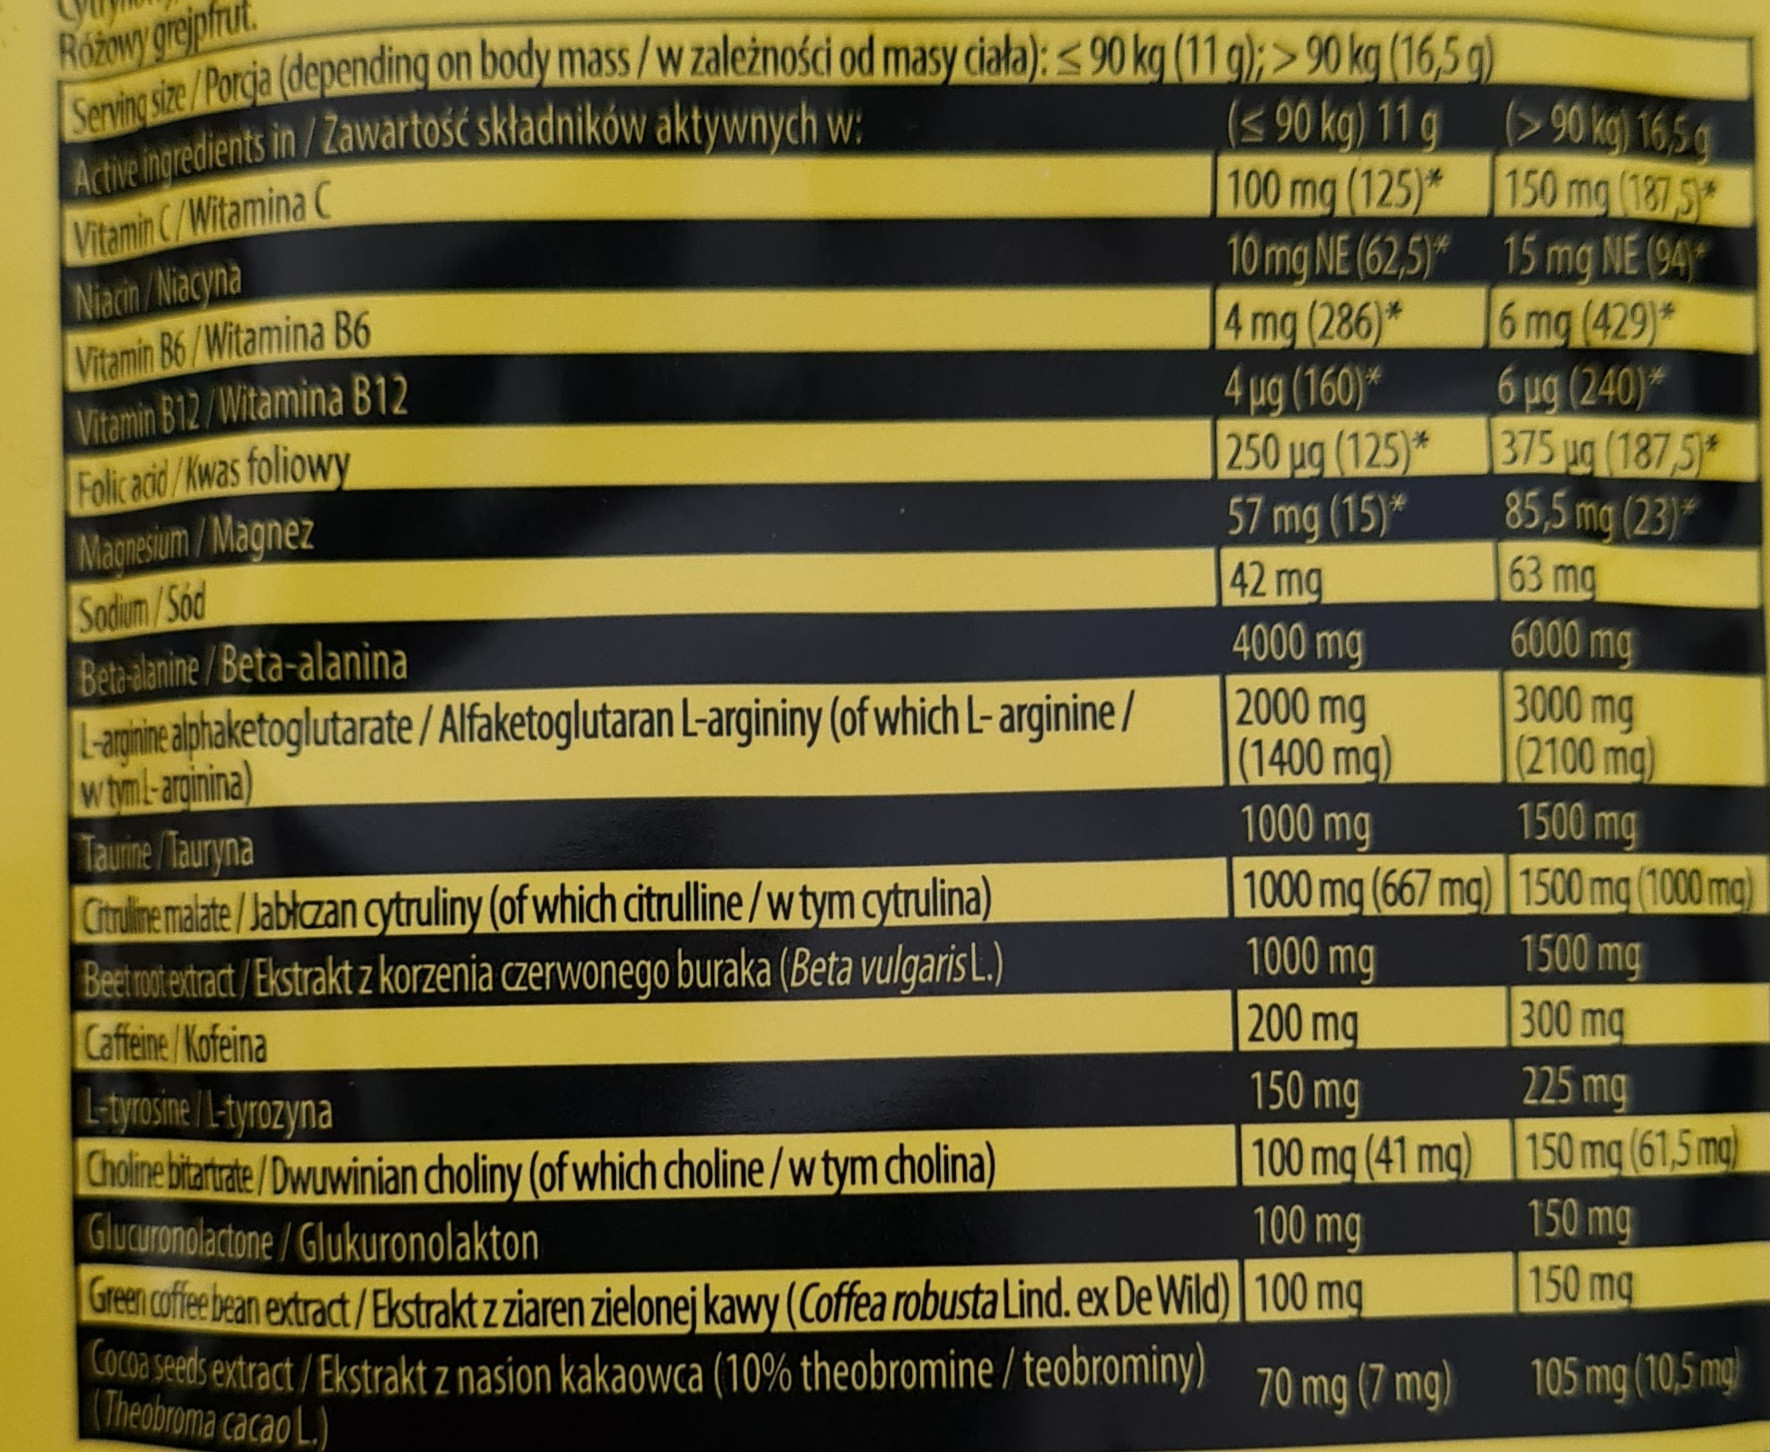 Różowy grejpfrut.
Serving size / Porcja (depending on body mass / w zależności od masy ciała): ≤ 90 kg (11 g); > 90 kg (16,5 g)
Active ingredients in / Zawartość składników aktywnych w: (≤ 90 kg) 11 g (> 90 kg) 16,5 g
Vitamin C / Witamina C 100 mg (125)* 150 mg (187,5)*
Niacin / Niacyna 10 mg NE (62,5)* 15 mg NE (94)*
Vitamin B6 / Witamina B6 4 mg (286)* 6 mg (429)*
Vitamin B12 / Witamina B12 4 µg (160)* 6 µg (240)*
Folic acid / Kwas foliowy 250 µg (125)* 375 µg (187,5)*
Magnesium / Magnez 57 mg (15)* 85,5 mg (23)*
Sodium / Sód 42 mg 63 mg
Beta-alanine / Beta-alanina 4000 mg 6000 mg
L-arginine alphaketoglutarate / Alfaketoglutaran L-argininy (of which L- arginine / 2000 mg 3000 mg
w tym L-arginina) (1400 mg) (2100 mg)
Taurine / Tauryna 1000 mg 1500 mg
Citrulline malate / Jabłczan cytruliny (of which citrulline / w tym cytrulina) 1000 mg (667 mg) 1500 mg (1000 mg)
Beet root extract / Ekstrakt z korzenia czerwonego buraka (Beta vulgaris L.) 1000 mg 1500 mg
Caffeine / Kofeina 200 mg 300 mg
L-tyrosine / L-tyrozyna 150 mg 225 mg
Choline bitartrate / Dwuwinian choliny (of which choline / w tym cholina) 100 mg (41 mg) 150 mg (61,5 mg)
Glucuronolactone / Glukuronolakton 100 mg 150 mg
Green coffee bean extract / Ekstrakt z ziaren zielonej kawy (Coffea robusta Lind. ex De Wild) 100 mg 150 mg
Cocoa seeds extract / Ekstrakt z nasion kakaowca (10% theobromine / teobrominy) 70 mg (7 mg) 105 mg (10,5 mg)
(Theobroma cacao L.)